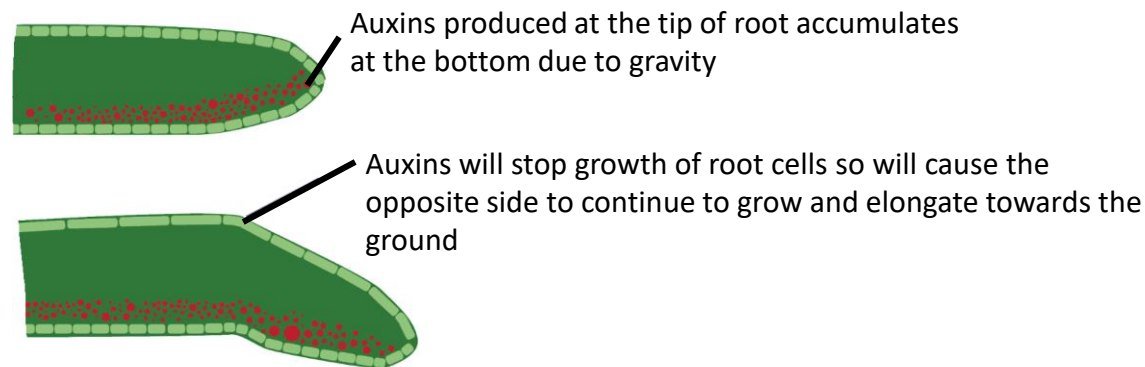 Auxins produced at the tip of root accumulates
at the bottom due to gravity
Auxins will stop growth of root cells so will cause the
opposite side to continue to grow and elongate towards the
ground